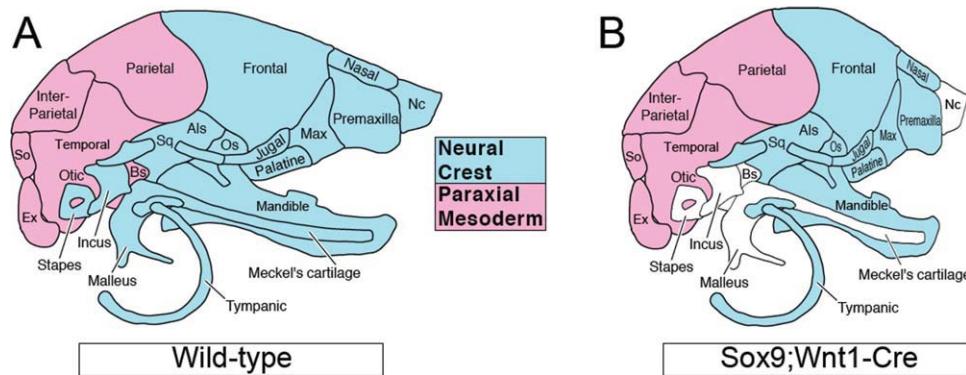 A
Parietal
Frontal
Nasal
Nc
Inter-
Parietal
Premaxilla
Max
Als
Os
Sq
Jugal
Palatine
Temporal
So
Otic
Bs
Mandible
Ex
Incus
Stapes
Malleus
Meckel's cartilage
Tympanic
Wild-type
Neural
Crest
Paraxial
Mesoderm
B
Parietal
Frontal
Nasal
Nc
Inter-
Parietal
Premaxilla
Max
Als
Os
Sq
Jugal
Palatine
Temporal
So
Otic
Bs
Mandible
Ex
Incus
Stapes
Malleus
Meckel's cartilage
Tympanic
Sox9;Wnt1-Cre